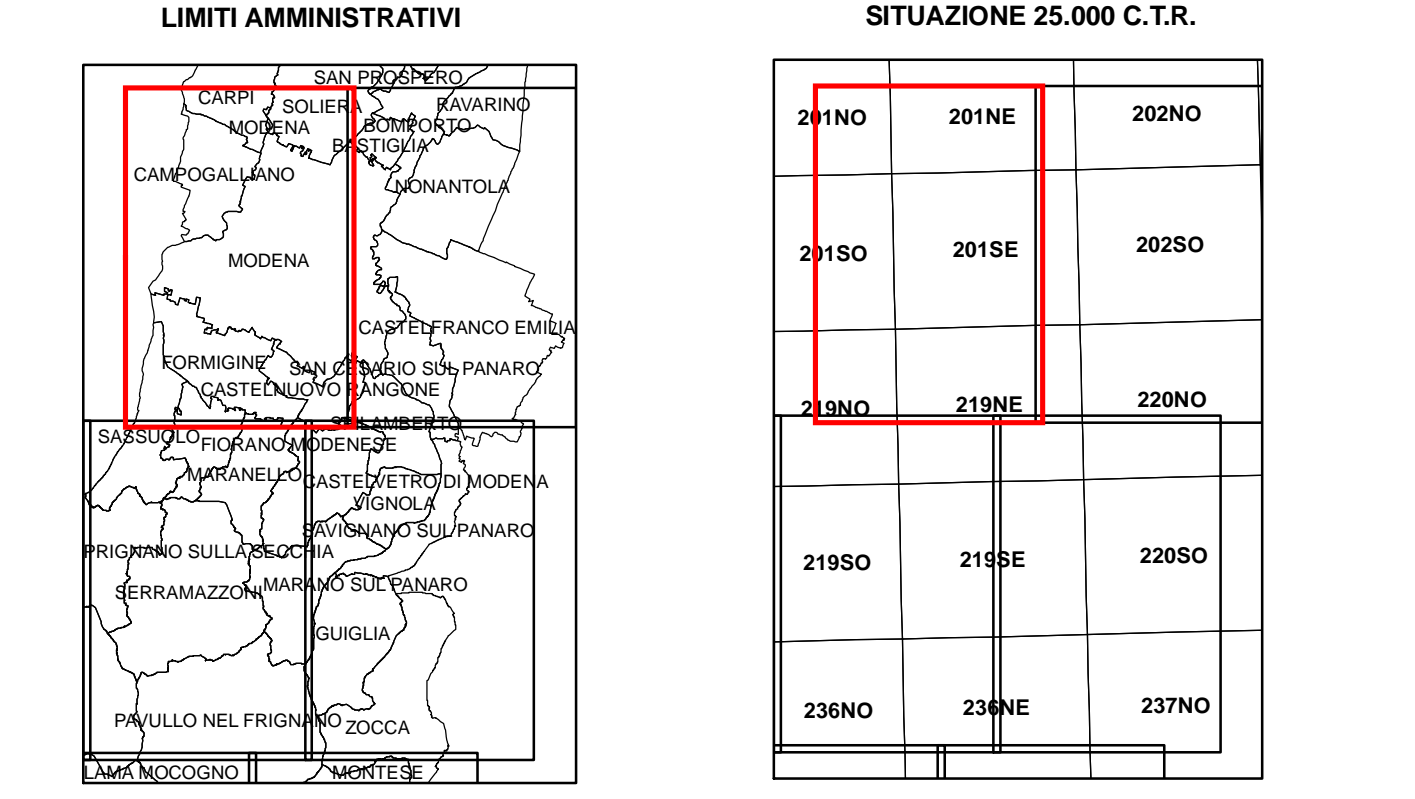 LIMITI AMMINISTRATIVI
SAN PROSPERO
CARPI
SOLIERA
RAVARINO
MODENA
BOMPORTO
BASTIGLIA
CAMPOGALLIANO
NONANTOLA
MODENA
CASTELFRANCO EMILIA
FORMIGINE
SAN CESARIO SUL PANARO
CASTELNUOVO RANGONE
SPILAMBERTO
SASSUOLO
FIORANO MODENESE
MARANELLO
CASTELVETRO DI MODENA
VIGNOLA
SAVIGNANO SUL PANARO
PRIGNANO SULLA SECCHIA
SERRAMAZZONI
MARANO SUL PANARO
GUIGLIA
PAVULLO NEL FRIGNANO
ZOCCA
LAMA MOCOGNO
MONTESE
SITUAZIONE 25.000 C.T.R.
201NO
201NE
202NO
201SO
201SE
202SO
219NO
219NE
220NO
219SO
219SE
220SO
236NO
236NE
237NO